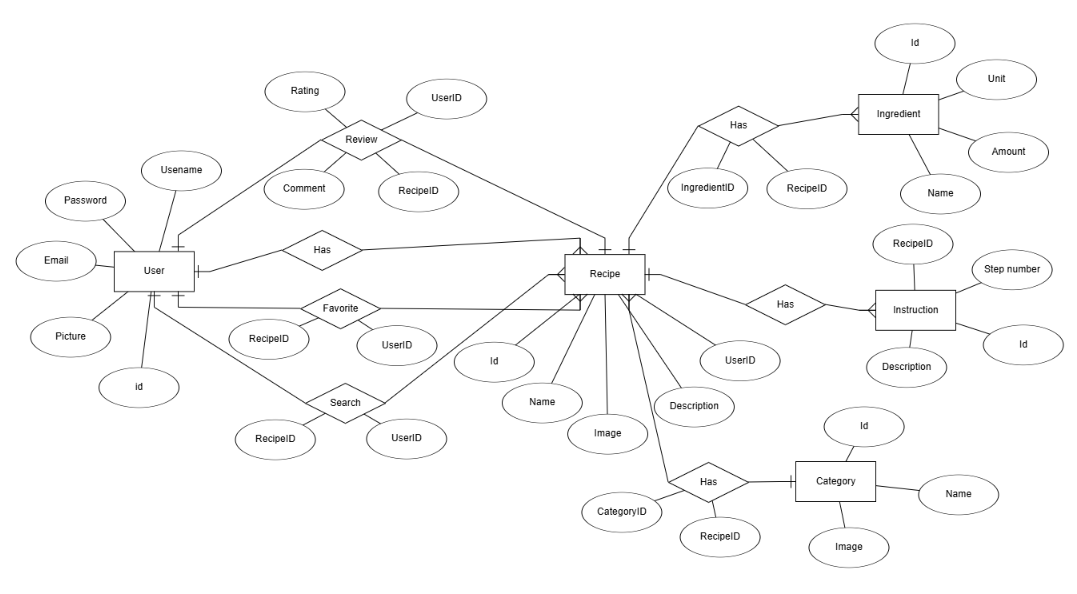 Id
Unit
Rating
UserID
Ingredient
Has
Review
Amount
Usename
Comment
RecipeID
IngredientID
RecipeID
Name
Password
RecipeID
Has
Email
User
Recipe
Step number
Has
Favorite
Instruction
Picture
RecipeID
UserID
Id
UserID
Description
Id
id
Name
Search
Description
Image
Id
RecipeID
UserID
Has
Category
Name
CategoryID
RecipeID
Image